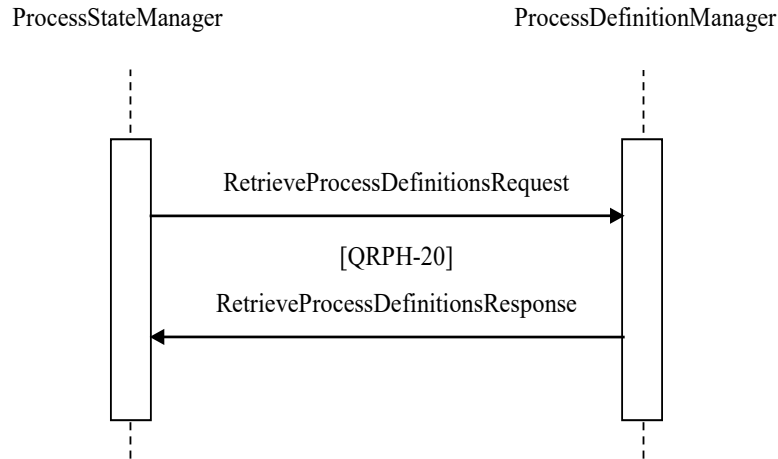 ProcessStateManager
ProcessDefinitionManager
RetrieveProcessDefinitionsRequest
[QRPH-20]
RetrieveProcessDefinitionsResponse